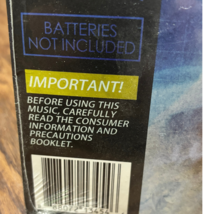 BATTERIES
NOT INCLUDED
IMPORTANT!
BEFORE USING THIS
MUSIC, CAREFULLY
READ THE CONSUMER
INFORMATION AND
PRECAUTIONS
BOOKLET.